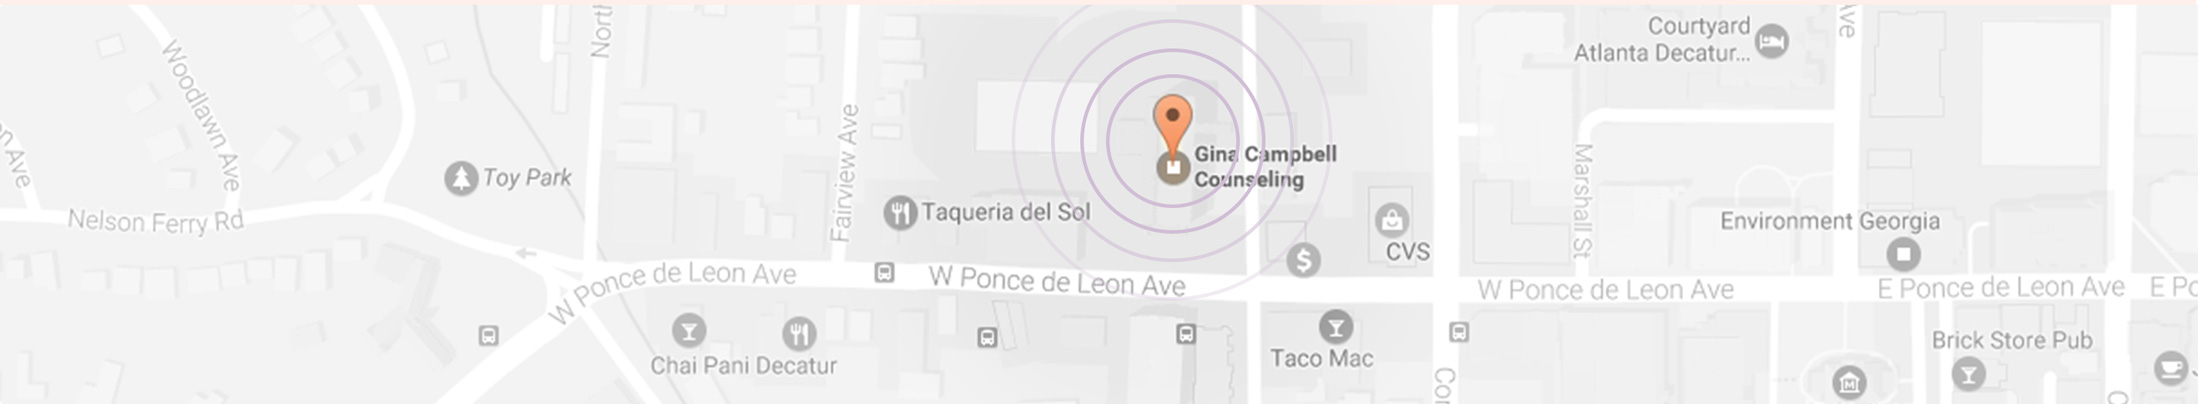 North
Ave
Courtyard
Atlanta Decatur...
Woodlawn Ave
Fairview Ave
Gina Campbell
Counseling
Ave
Toy Park
Marshall St
Nelson Ferry Rd
Taqueria del Sol
Environment Georgia
CVS
W Ponce de Leon Ave
W Ponce de Leon Ave
W Ponce de Leon Ave
E Ponce de Leon Ave
Chai Pani Decatur
Taco Mac
Brick Store Pub